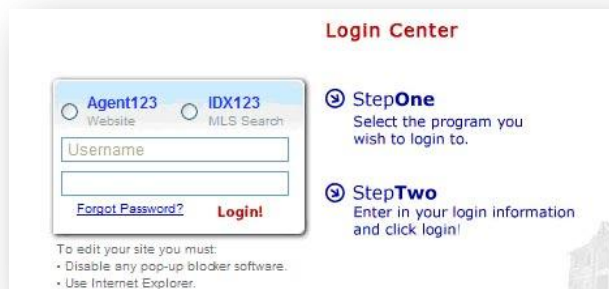 Login Center
Agent123
Website
IDX123
MLS Search
Username
Forgot Password?
Login!
To edit your site you must:
• Disable any pop-up blocker software.
• Use Internet Explorer.
StepOne
Select the program you
wish to login to.
StepTwo
Enter in your login information
and click login!